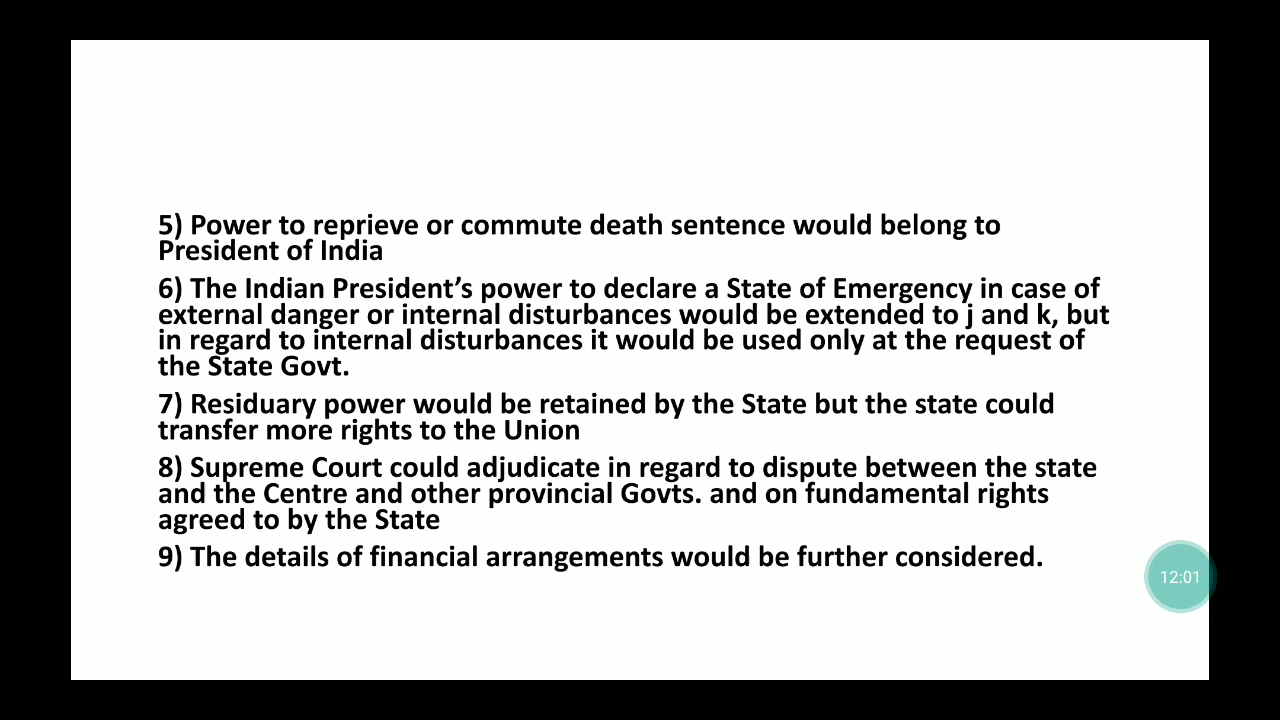 5) Power to reprieve or commute death sentence would belong to
President of India
6) The Indian President’s power to declare a State of Emergency in case of
external danger or internal disturbances would be extended to j and k, but
in regard to internal disturbances it would be used only at the request of
the State Govt.
7) Residuary power would be retained by the State but the state could
transfer more rights to the Union
8) Supreme Court could adjudicate in regard to dispute between the state
and the Centre and other provincial Govts. and on fundamental rights
agreed to by the State
9) The details of financial arrangements would be further considered.
12:01